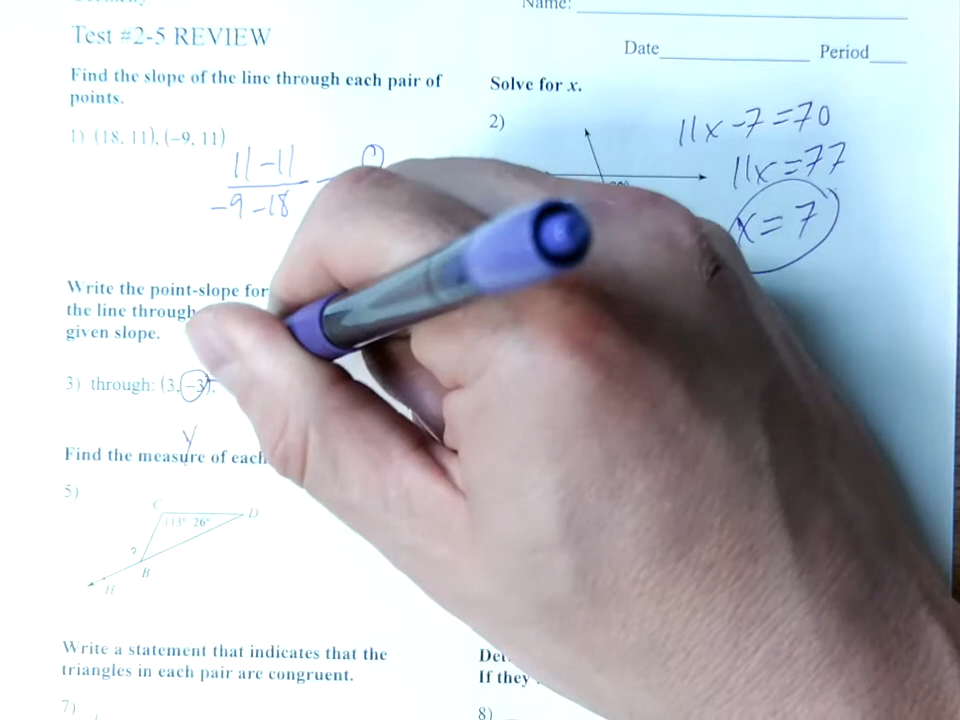 Name:
Test #2-5 REVIEW
Date Period
Find the slope of the line through each pair of
points.
1) (18, 11), (−9, 11)
11 − 11
−9 − 18
Solve for x.
2)
11x − 7 = 70
11x = 77
x = 7
Write the point-slope
the line through
given slope.
3) through: (3, −3),
y
Find the measure of each
5)
C
D
113° 26°
?
B
H
Write a statement that indicates that the
triangles in each pair are congruent.
7)
If they
8)